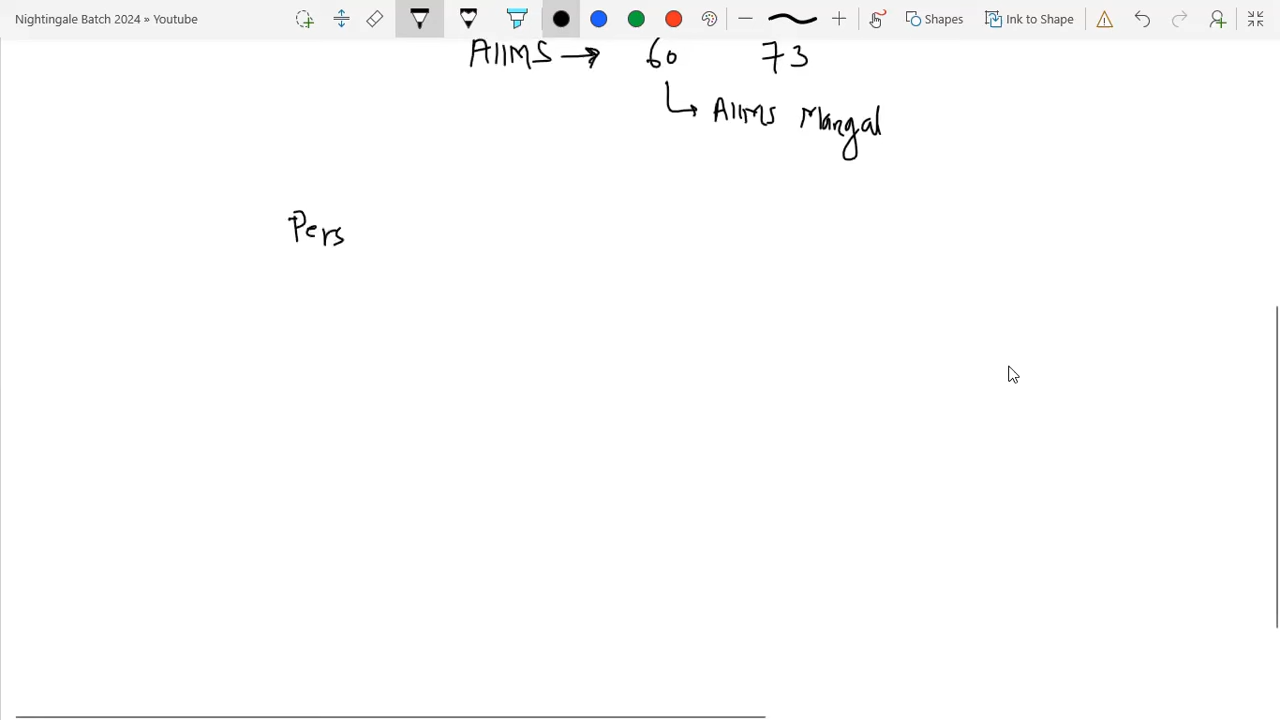 Nightingale Batch 2024 » Youtube
Shapes
Ink to Shape
AIIMS → 60 73
AIIMS Mangal
Pers